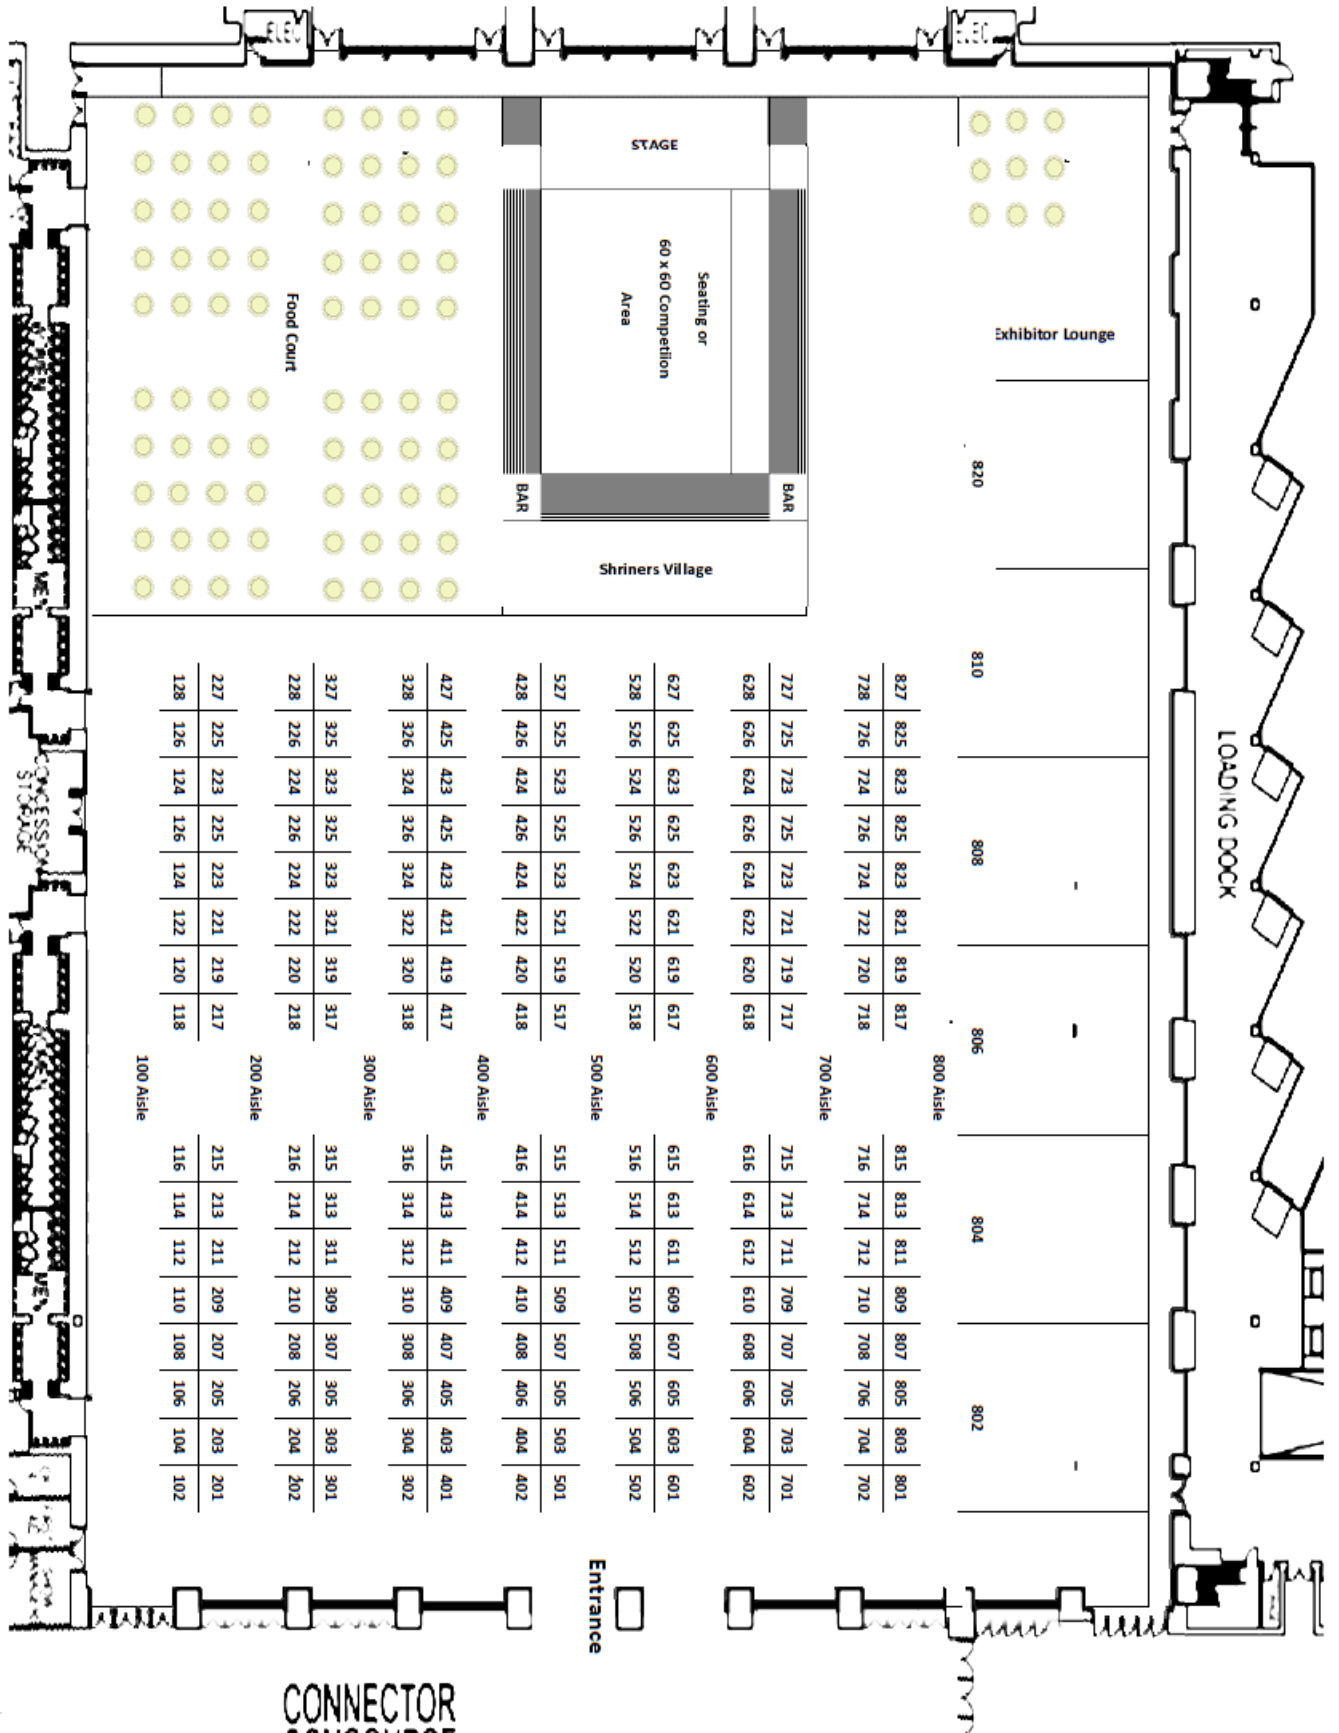 ELEV
ELEC
STAGE
Seating or
60 x 60 Competiion
Area
Food Court
Exhibitor Lounge
BAR
BAR
Shriners Village
820
810
808
806
804
802
LOADING DOCK
WOMEN
MEN
CONCESSION
STORAGE
WOMEN
MEN
128 227 228 327 328 427 428 527 528 627 628 727 728 827
126 225 226 325 326 425 426 525 526 625 626 725 726 825
124 223 224 323 324 423 424 523 524 623 624 723 724 823
126 225 226 325 326 425 426 525 526 625 626 725 726 825
124 223 224 323 324 423 424 523 524 623 624 723 724 823
122 221 222 321 322 421 422 521 522 621 622 721 722 821
120 219 220 319 320 419 420 519 520 619 620 719 720 819
118 217 218 317 318 417 418 517 518 617 618 717 718 817
100 Aisle 200 Aisle 300 Aisle 400 Aisle 500 Aisle 600 Aisle 700 Aisle 800 Aisle
116 215 216 315 316 415 416 515 516 615 616 715 716 815
114 213 214 313 314 413 414 513 514 613 614 713 714 813
112 211 212 311 312 411 412 511 512 611 612 711 712 811
110 209 210 309 310 409 410 509 510 609 610 709 710 809
108 207 208 307 308 407 408 507 508 607 608 707 708 807
106 205 206 305 306 405 406 505 506 605 606 705 706 805
104 203 204 303 304 403 404 503 504 603 604 703 704 803
102 201 202 301 302 401 402 501 502 601 602 701 702 801
Entrance
CONNECTOR